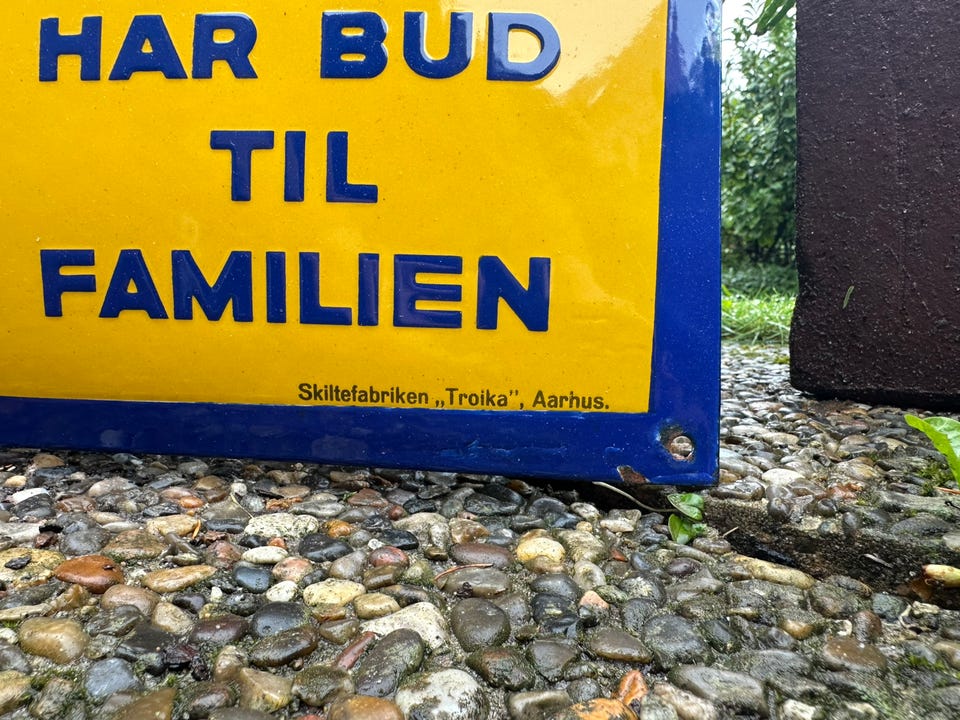 HAR BUD
TIL
FAMILIEN
Skiltefabriken „Troika”, Aarhus.